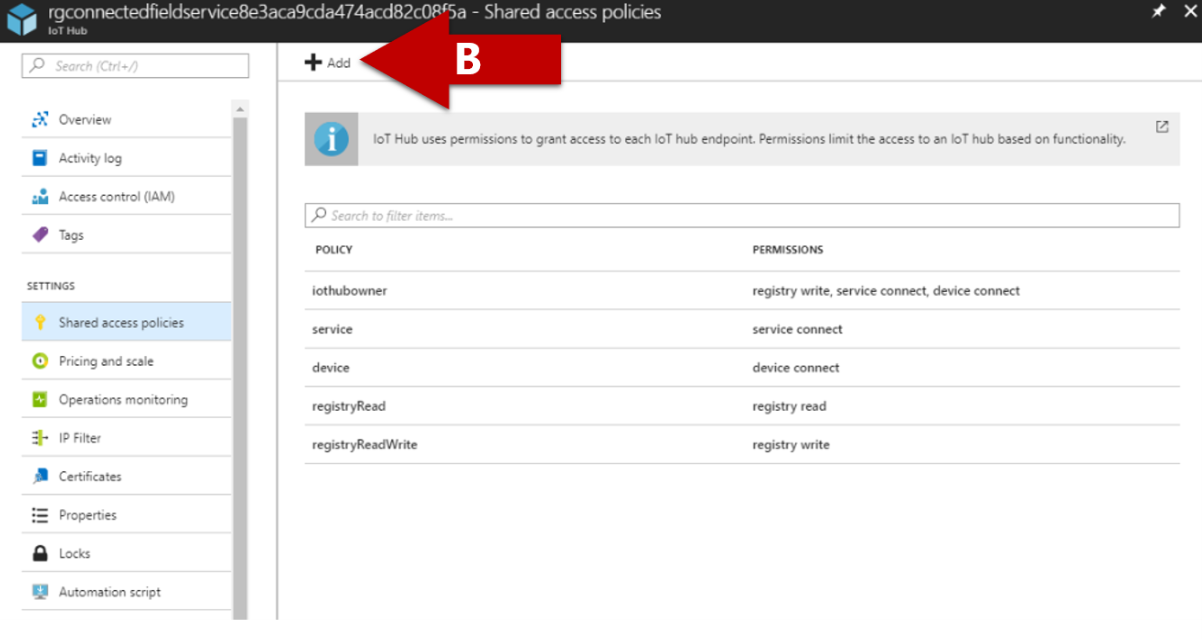 rgconnectedfieldservice8e3aca9cda474acd82c08f5a - Shared access policies
IoT Hub
Search (Ctrl+/)
Overview
Activity log
Access control (IAM)
Tags
SETTINGS
Shared access policies
Pricing and scale
Operations monitoring
IP Filter
Certificates
Properties
Locks
Automation script
Add
B
IoT Hub uses permissions to grant access to each IoT hub endpoint. Permissions limit the access to an IoT hub based on functionality.
Search to filter items...
POLICY PERMISSIONS
iothubowner registry write, service connect, device connect
service service connect
device device connect
registryRead registry read
registryReadWrite registry write